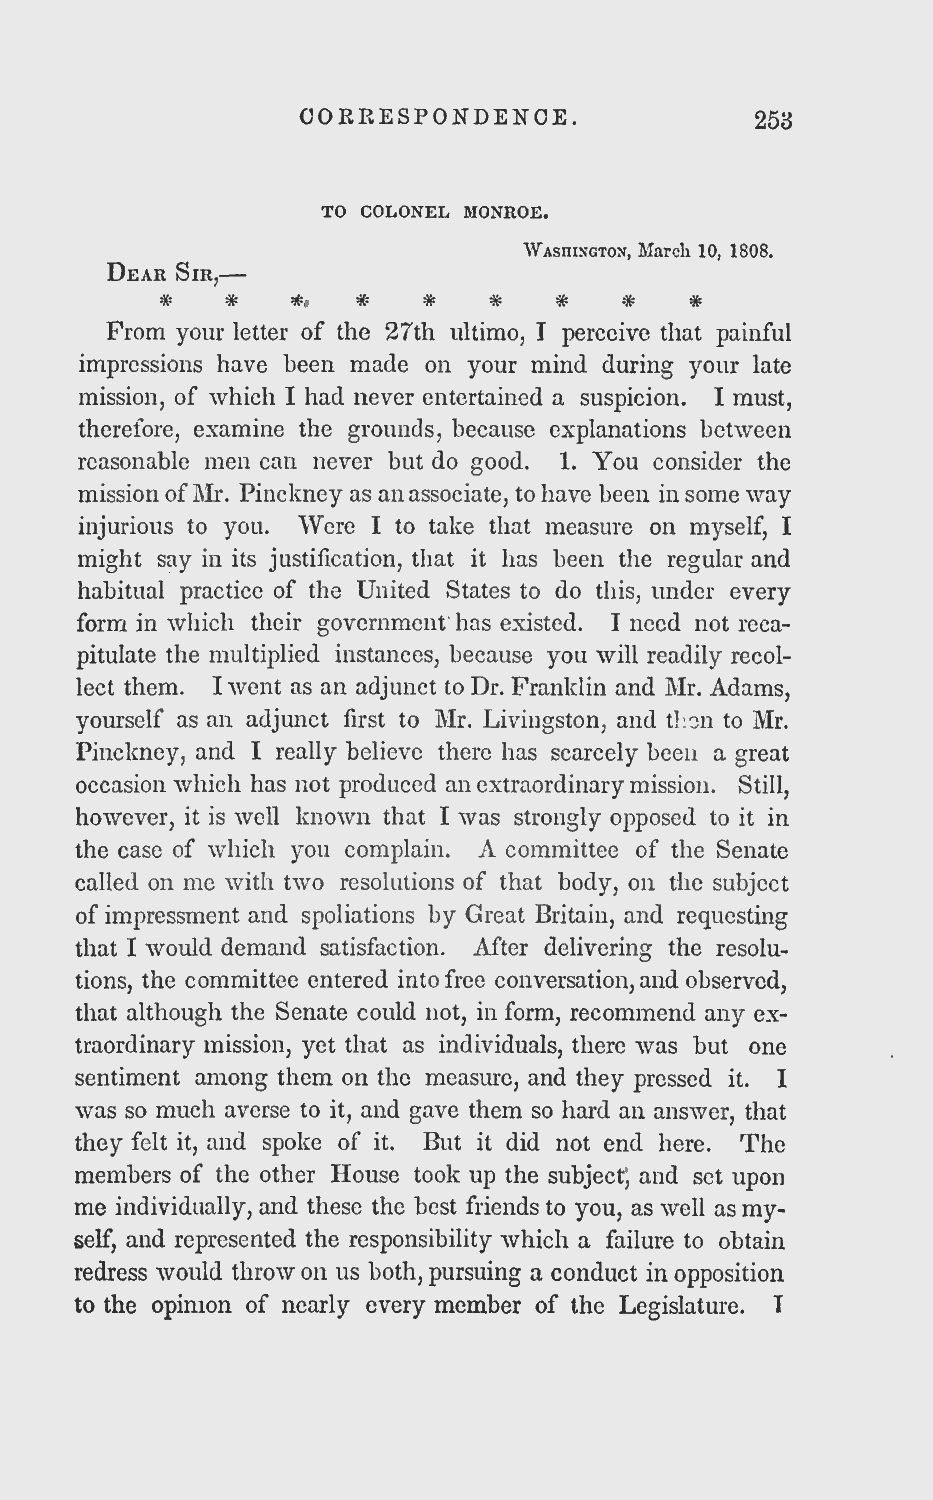 CORRESPONDENCE. 253
TO COLONEL MONROE.
WASHINGTON, March 10, 1808.
DEAR SIR,—
* * * * * * * * *
From your letter of the 27th ultimo, I perceive that painful
impressions have been made on your mind during your late
mission, of which I had never entertained a suspicion. I must,
therefore, examine the grounds, because explanations between
reasonable men can never but do good. 1. You consider the
mission of Mr. Pinckney as an associate, to have been in some way
injurious to you. Were I to take that measure on myself, I
might say in its justification, that it has been the regular and
habitual practice of the United States to do this, under every
form in which their government has existed. I need not reca-
pitulate the multiplied instances, because you will readily recol-
lect them. I went as an adjunct to Dr. Franklin and Mr. Adams,
yourself as an adjunct first to Mr. Livingston, and then to Mr.
Pinckney, and I really believe there has scarcely been a great
occasion which has not produced an extraordinary mission. Still,
however, it is well known that I was strongly opposed to it in
the case of which you complain. A committee of the Senate
called on me with two resolutions of that body, on the subject
of impressment and spoliations by Great Britain, and requesting
that I would demand satisfaction. After delivering the resolu-
tions, the committee entered into free conversation, and observed,
that although the Senate could not, in form, recommend any ex-
traordinary mission, yet that as individuals, there was but one
sentiment among them on the measure, and they pressed it. I
was so much averse to it, and gave them so hard an answer, that
they felt it, and spoke of it. But it did not end here. The
members of the other House took up the subject, and set upon
me individually, and these the best friends to you, as well as my-
self, and represented the responsibility which a failure to obtain
redress would throw on us both, pursuing a conduct in opposition
to the opinion of nearly every member of the Legislature. I